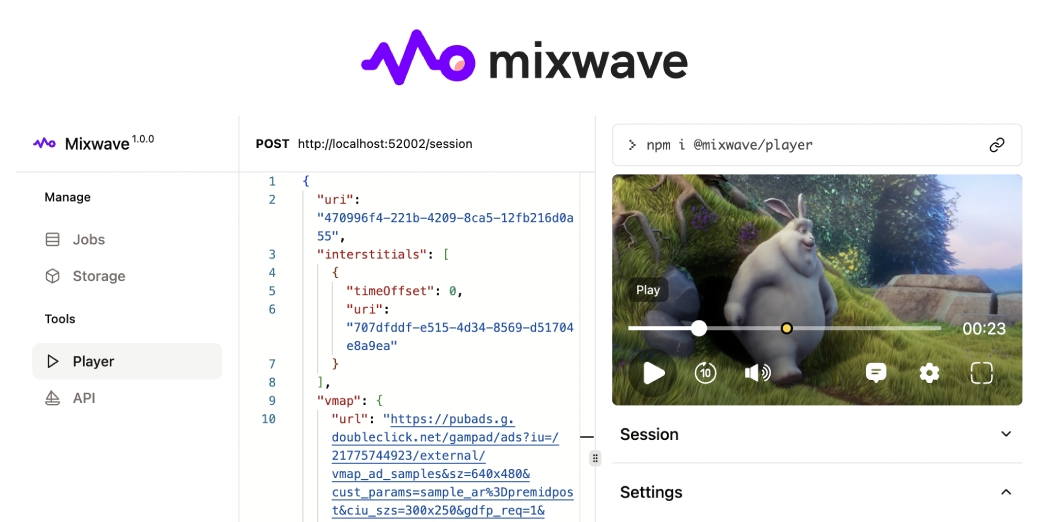 mixwave
Mixwave 1.0.0
Manage
Jobs
Storage
Tools
Player
API
POST http://localhost:52002/session
1 {
2 "uri":
"470996f4-221b-4209-8ca5-12fb216d0a
55",
3 "interstitials": [
4 {
5 "timeOffset": 0,
6 "uri":
"707dfddf-e515-4d34-8569-d51704
e8a9ea"
7 }
8 ],
9 "vmap": {
10 "url": "https://pubads.g.
doubleclick.net/gampad/ads?iu=/
21775744923/external/
vmap_ad_samples&sz=640x480&
cust_params=sample_ar%3Dpremidpos
t&ciu_szs=300x250&gdfp_req=1&
> npm i @mixwave/player
Play
00:23
10
Session
Settings